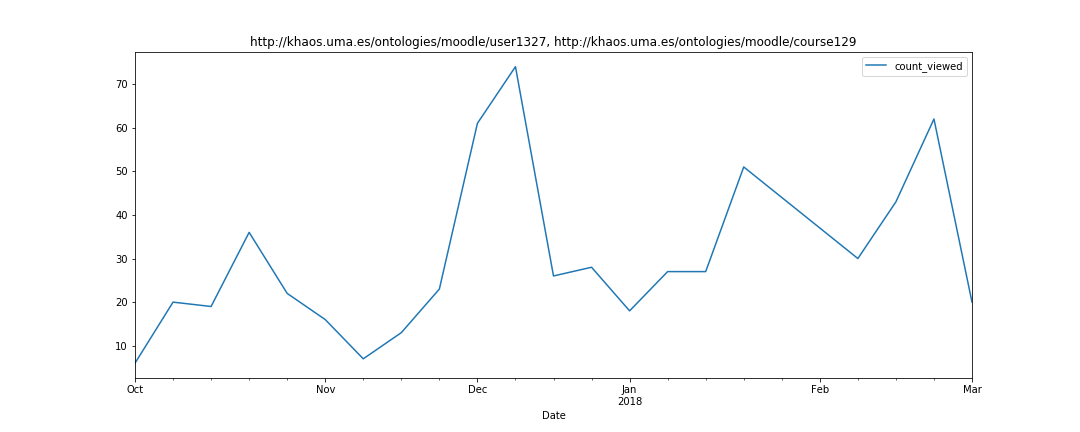 http://khaos.uma.es/ontologies/moodle/user1327, http://khaos.uma.es/ontologies/moodle/course129
count_viewed
70
60
50
40
30
20
10
Oct Nov Dec Jan Feb Mar
2018
Date